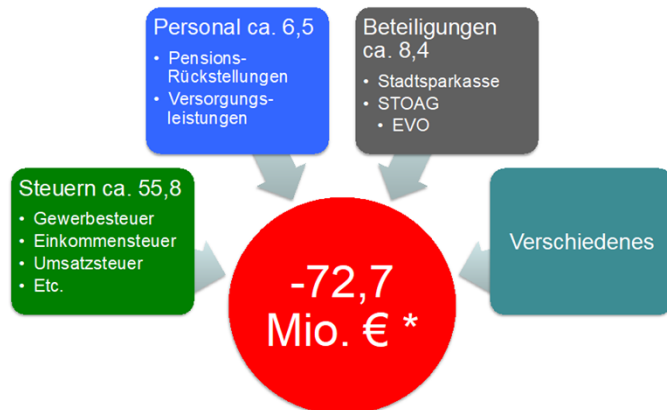 Personal ca. 6,5
• Pensions-
Rückstellungen
• Versorgungs-
leistungen
Beteiligungen
ca. 8,4
• Stadtsparkasse
• STOAG
• EVO
Steuern ca. 55,8
• Gewerbesteuer
• Einkommensteuer
• Umsatzsteuer
• Etc.
Verschiedenes
-72,7
Mio. € *